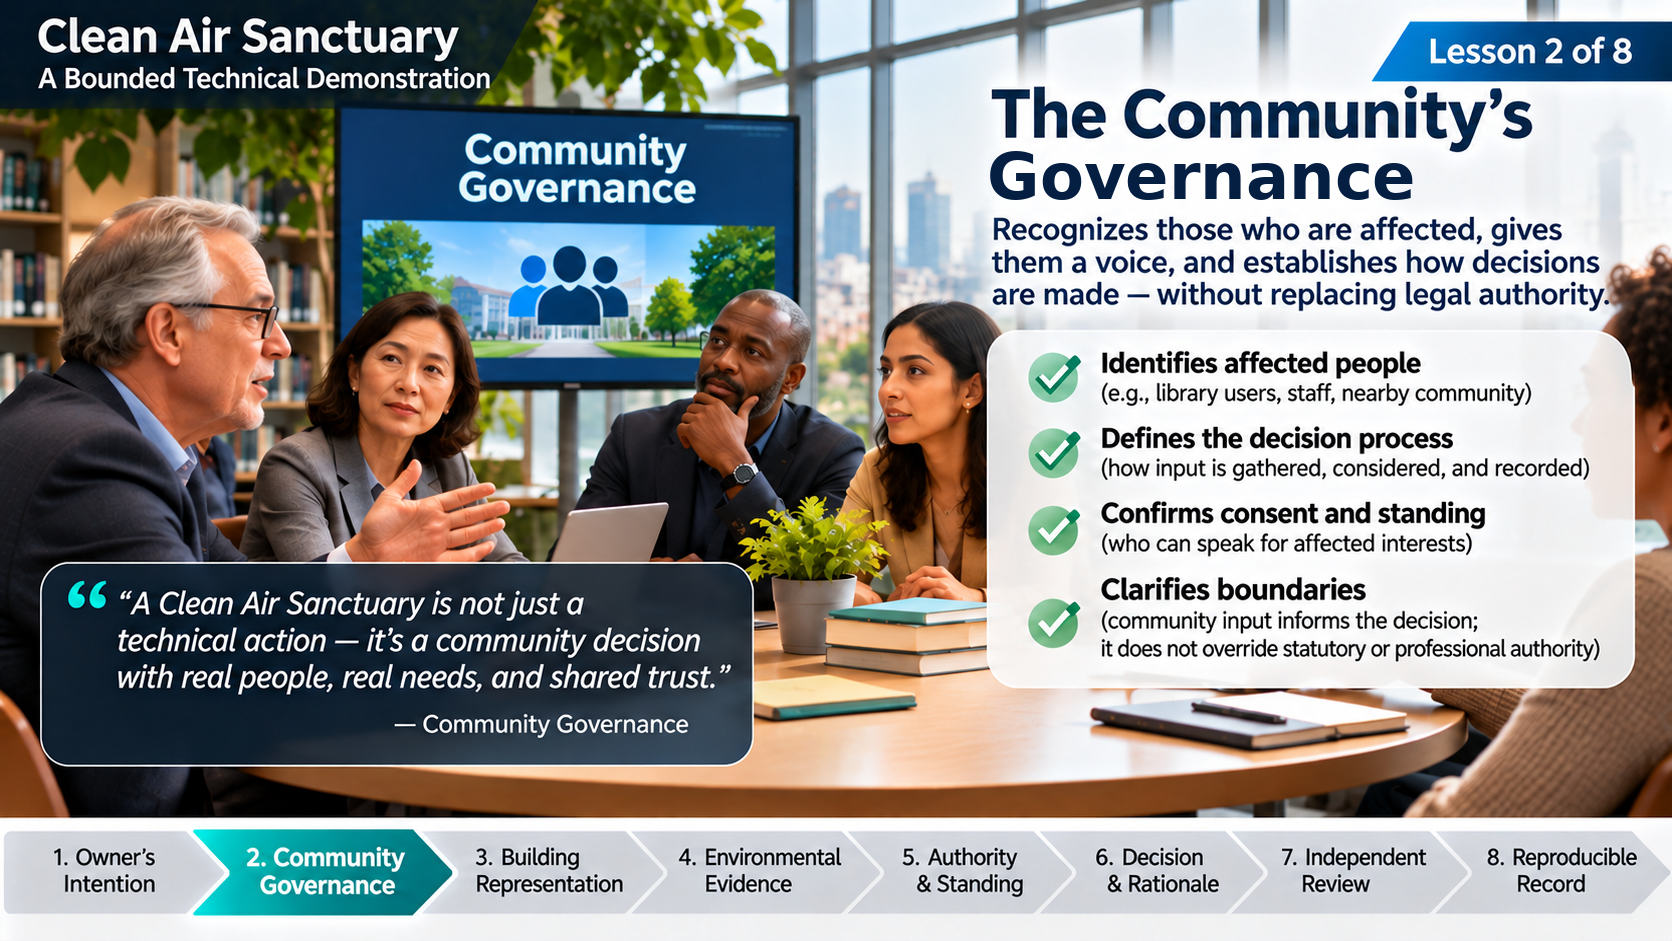 Clean Air Sanctuary
A Bounded Technical Demonstration
Lesson 2 of 8
Community
Governance
The Community's
Governance
Recognizes those who are affected, gives
them a voice, and establishes how decisions
are made — without replacing legal authority.
Identifies affected people
(e.g., library users, staff, nearby community)
Defines the decision process
(how input is gathered, considered, and recorded)
Confirms consent and standing
(who can speak for affected interests)
Clarifies boundaries
(community input informs the decision;
it does not override statutory or professional authority)
“
“A Clean Air Sanctuary is not just a
technical action — it's a community decision
with real people, real needs, and shared trust.”
— Community Governance
1. Owner's
Intention
2. Community
Governance
3. Building
Representation
4. Environmental
Evidence
5. Authority
& Standing
6. Decision
& Rationale
7. Independent
Review
8. Reproducible
Record